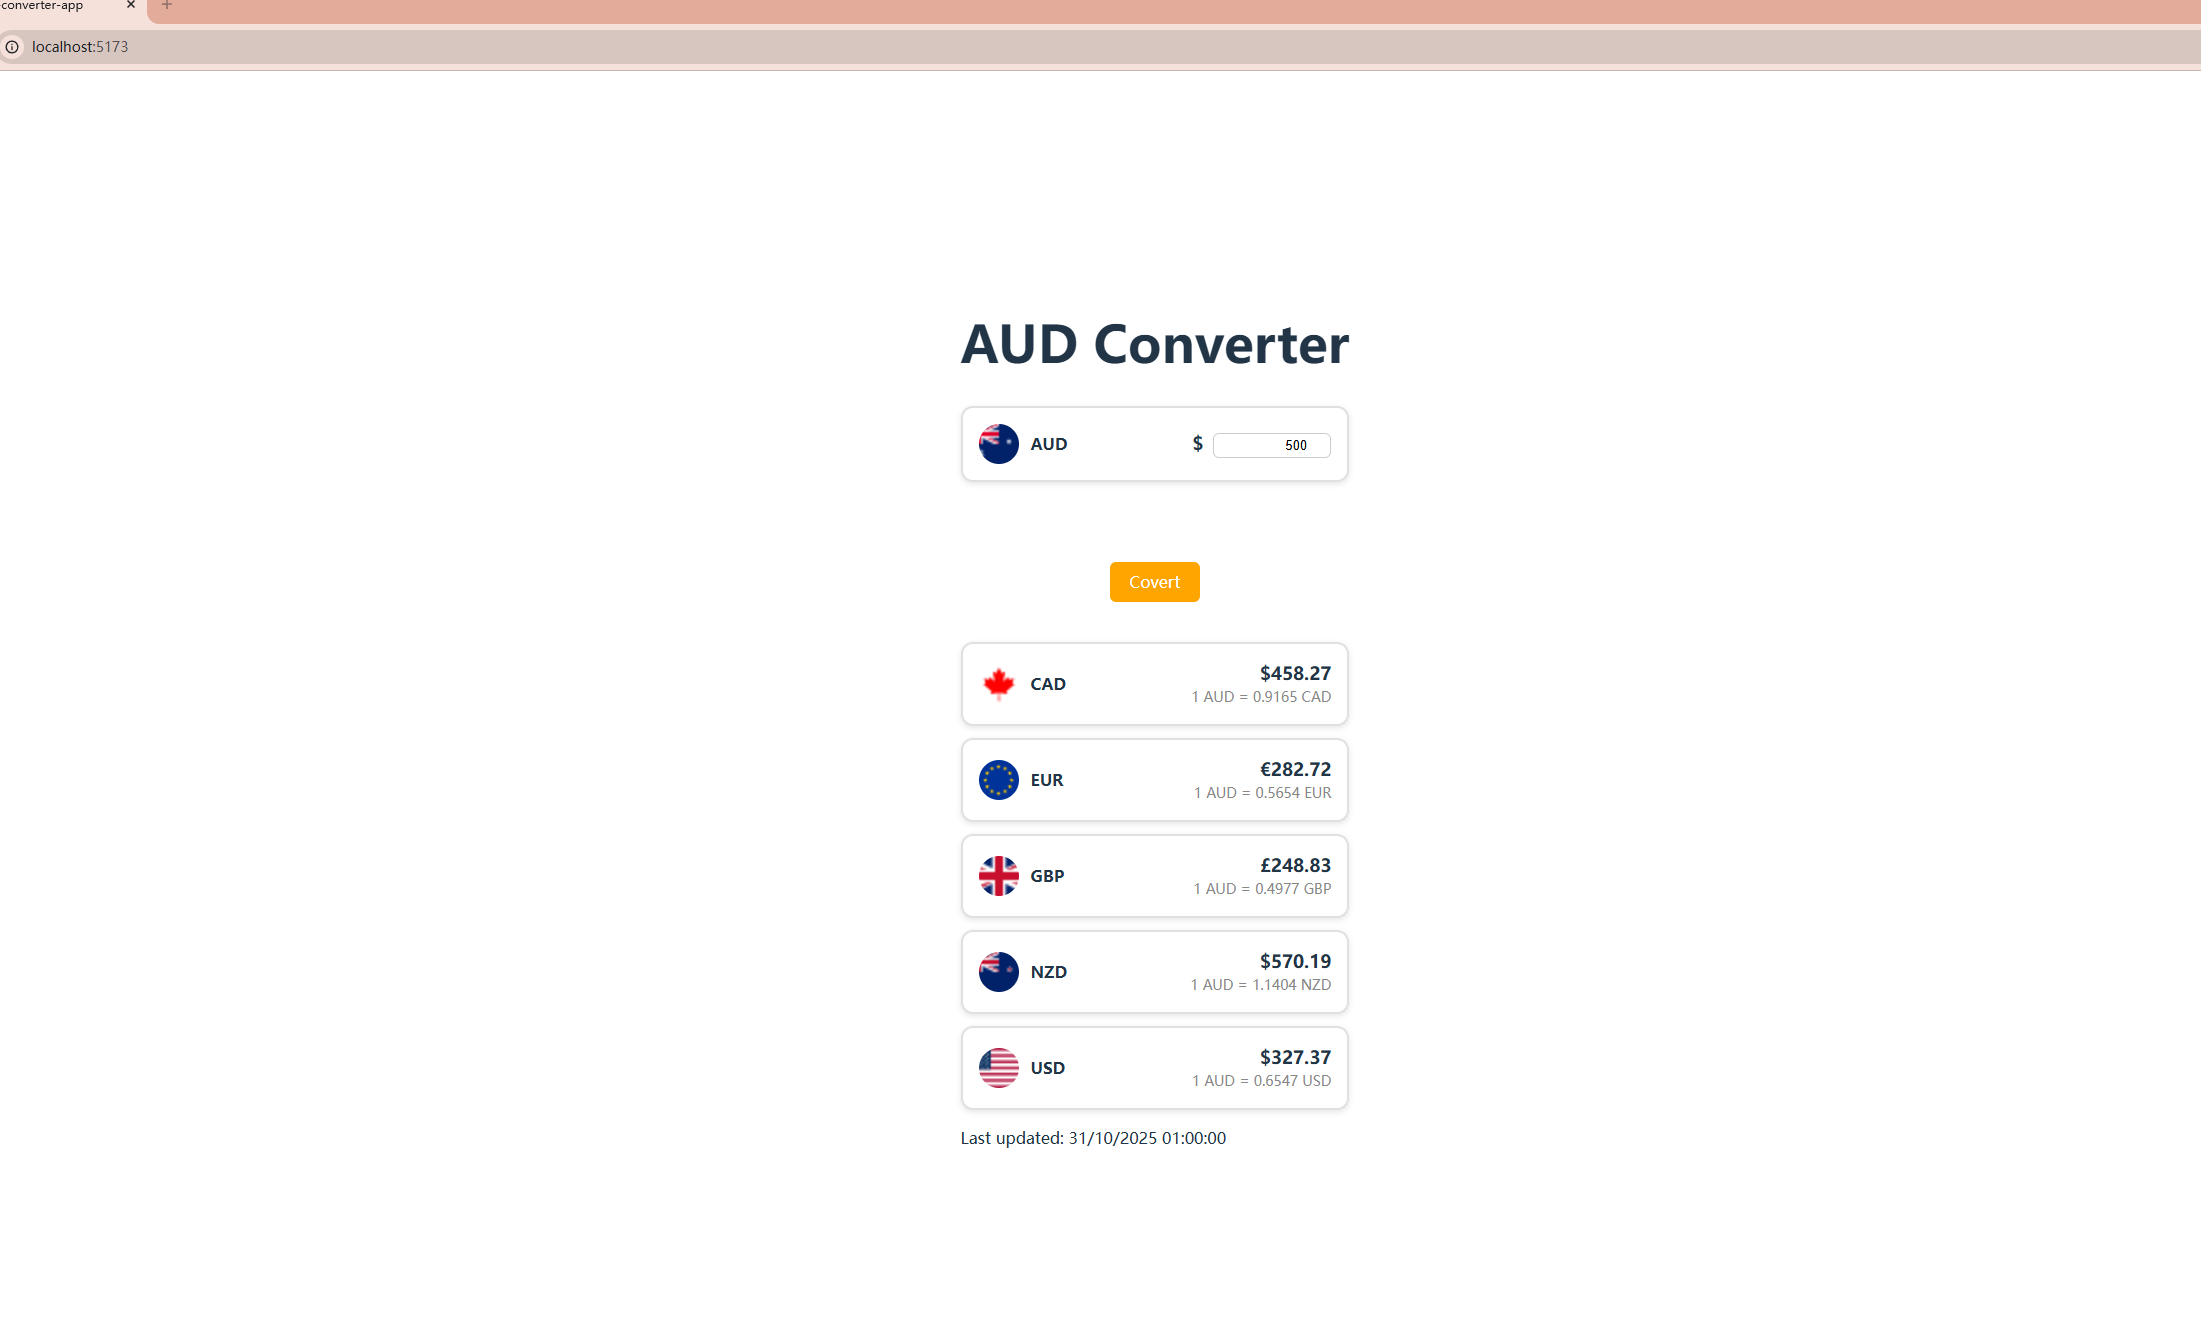 -converter-app
localhost:5173
AUD Converter
AUD $ 500
Covert
CAD $458.27
1 AUD = 0.9165 CAD
EUR €282.72
1 AUD = 0.5654 EUR
GBP £248.83
1 AUD = 0.4977 GBP
NZD $570.19
1 AUD = 1.1404 NZD
USD $327.37
1 AUD = 0.6547 USD
Last updated: 31/10/2025 01:00:00